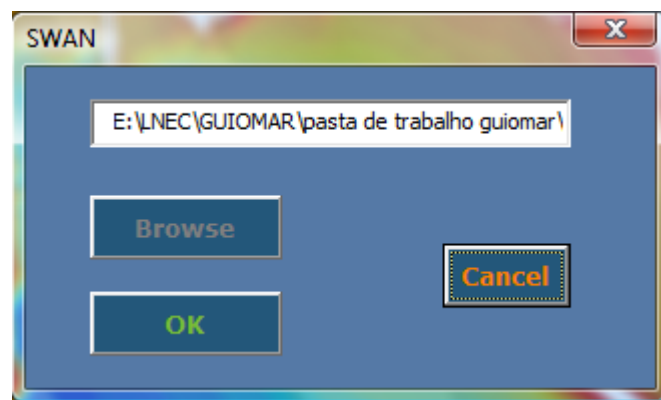 SWAN
E:\LNEC\GUIOMAR\pasta de trabalho guiomar\
Browse
Cancel
OK